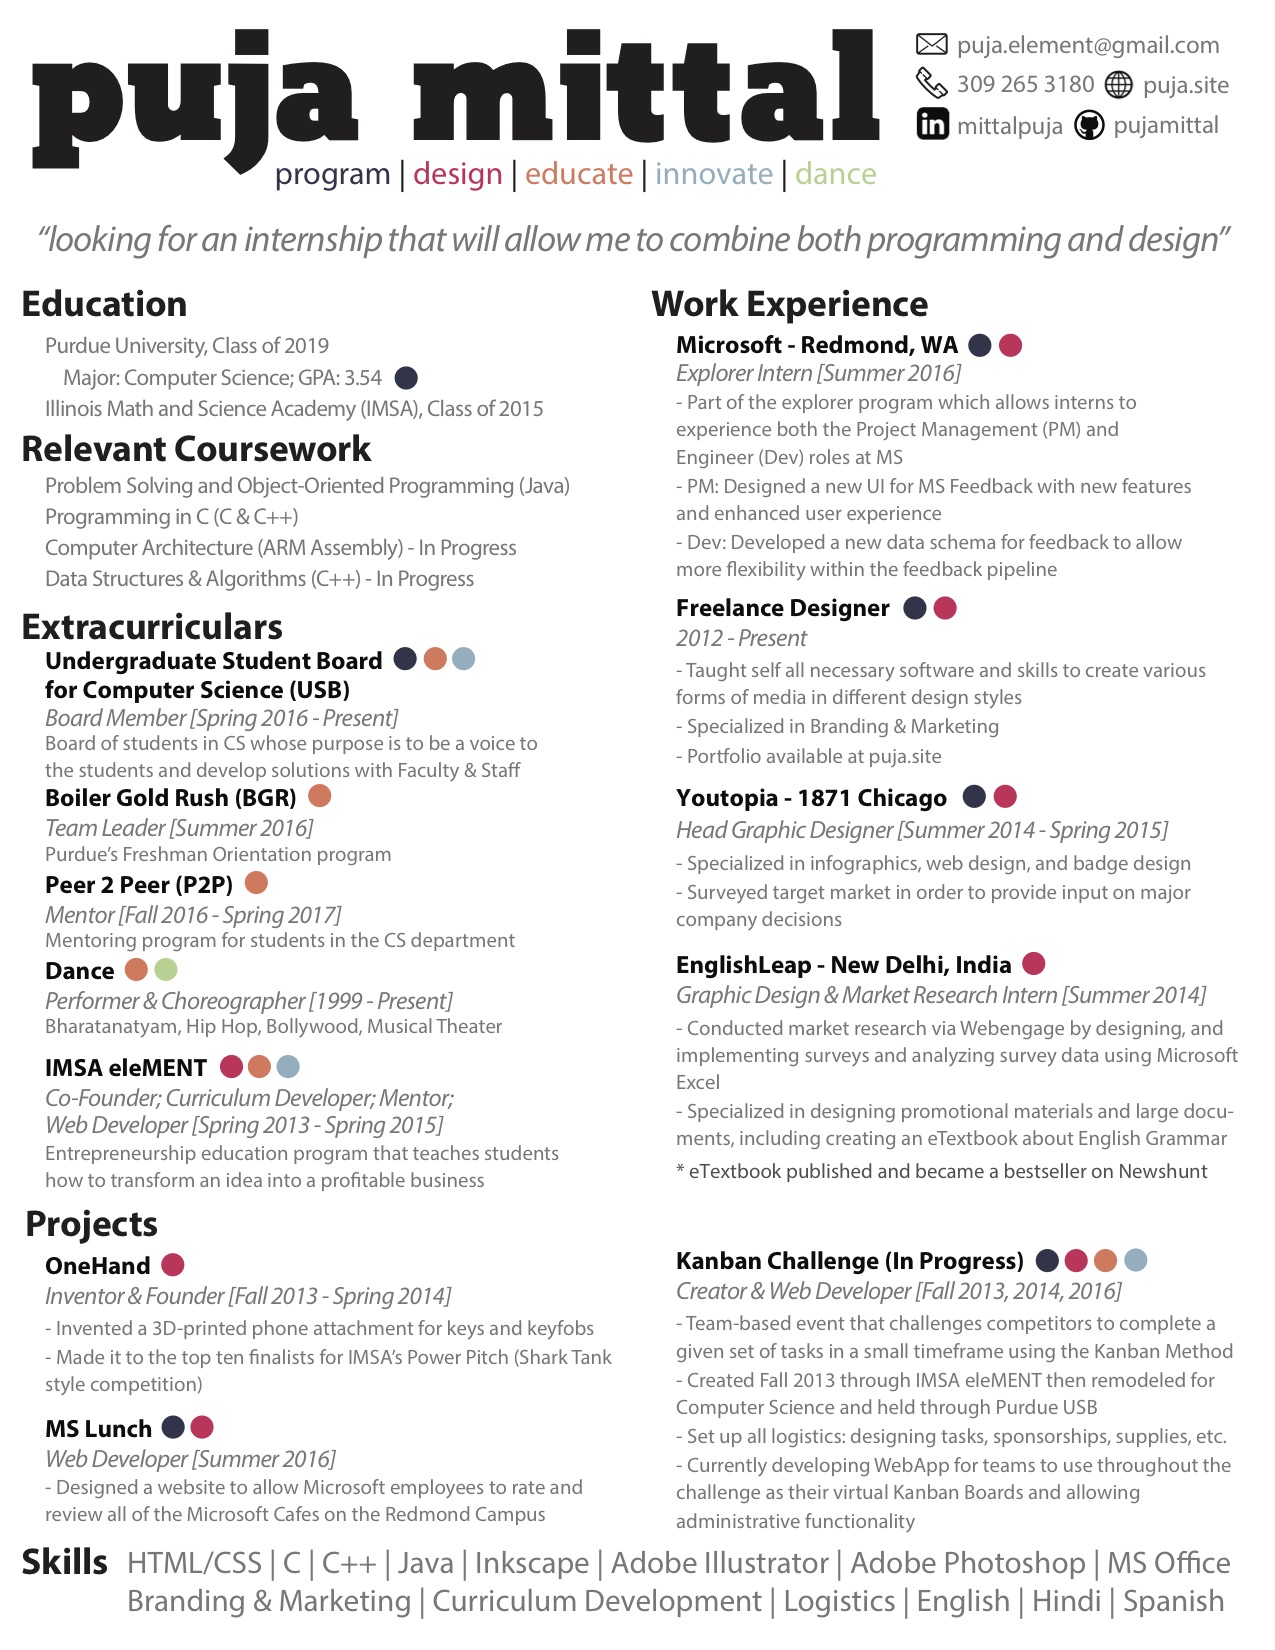 puja mittal
program | design | educate | innovate | dance
puja.element@gmail.com
309 265 3180 puja.site
mittalpuja pujamittal
“looking for an internship that will allow me to combine both programming and design”
Education
Purdue University, Class of 2019
Major: Computer Science; GPA: 3.54
Illinois Math and Science Academy (IMSA), Class of 2015
Relevant Coursework
Problem Solving and Object-Oriented Programming (Java)
Programming in C (C & C++)
Computer Architecture (ARM Assembly) - In Progress
Data Structures & Algorithms (C++) - In Progress
Extracurriculars
Undergraduate Student Board
for Computer Science (USB)
Board Member [Spring 2016 - Present]
Board of students in CS whose purpose is to be a voice to
the students and develop solutions with Faculty & Staff
Boiler Gold Rush (BGR)
Team Leader [Summer 2016]
Purdue’s Freshman Orientation program
Peer 2 Peer (P2P)
Mentor [Fall 2016 - Spring 2017]
Mentoring program for students in the CS department
Dance
Performer & Choreographer [1999 - Present]
Bharatanatyam, Hip Hop, Bollywood, Musical Theater
IMSA eleMENT
Co-Founder; Curriculum Developer; Mentor;
Web Developer [Spring 2013 - Spring 2015]
Entrepreneurship education program that teaches students
how to transform an idea into a profitable business
Work Experience
Microsoft - Redmond, WA
Explorer Intern [Summer 2016]
- Part of the explorer program which allows interns to
experience both the Project Management (PM) and
Engineer (Dev) roles at MS
- PM: Designed a new UI for MS Feedback with new features
and enhanced user experience
- Dev: Developed a new data schema for feedback to allow
more flexibility within the feedback pipeline
Freelance Designer
2012 - Present
- Taught self all necessary software and skills to create various
forms of media in different design styles
- Specialized in Branding & Marketing
- Portfolio available at puja.site
Youtopia - 1871 Chicago
Head Graphic Designer [Summer 2014 - Spring 2015]
- Specialized in infographics, web design, and badge design
- Surveyed target market in order to provide input on major
company decisions
EnglishLeap - New Delhi, India
Graphic Design & Market Research Intern [Summer 2014]
- Conducted market research via Webengage by designing, and
implementing surveys and analyzing survey data using Microsoft
Excel
- Specialized in designing promotional materials and large docu-
ments, including creating an eTextbook about English Grammar
* eTextbook published and became a bestseller on Newshunt
Projects
OneHand
Inventor & Founder [Fall 2013 - Spring 2014]
- Invented a 3D-printed phone attachment for keys and keyfobs
- Made it to the top ten finalists for IMSA’s Power Pitch (Shark Tank
style competition)
MS Lunch
Web Developer [Summer 2016]
- Designed a website to allow Microsoft employees to rate and
review all of the Microsoft Cafes on the Redmond Campus
Kanban Challenge (In Progress)
Creator & Web Developer [Fall 2013, 2014, 2016]
- Team-based event that challenges competitors to complete a
given set of tasks in a small timeframe using the Kanban Method
- Created Fall 2013 through IMSA eleMENT then remodeled for
Computer Science and held through Purdue USB
- Set up all logistics: designing tasks, sponsorships, supplies, etc.
- Currently developing WebApp for teams to use throughout the
challenge as their virtual Kanban Boards and allowing
administrative functionality
Skills HTML/CSS | C | C++ | Java | Inkscape | Adobe Illustrator | Adobe Photoshop | MS Office
Branding & Marketing | Curriculum Development | Logistics | English | Hindi | Spanish